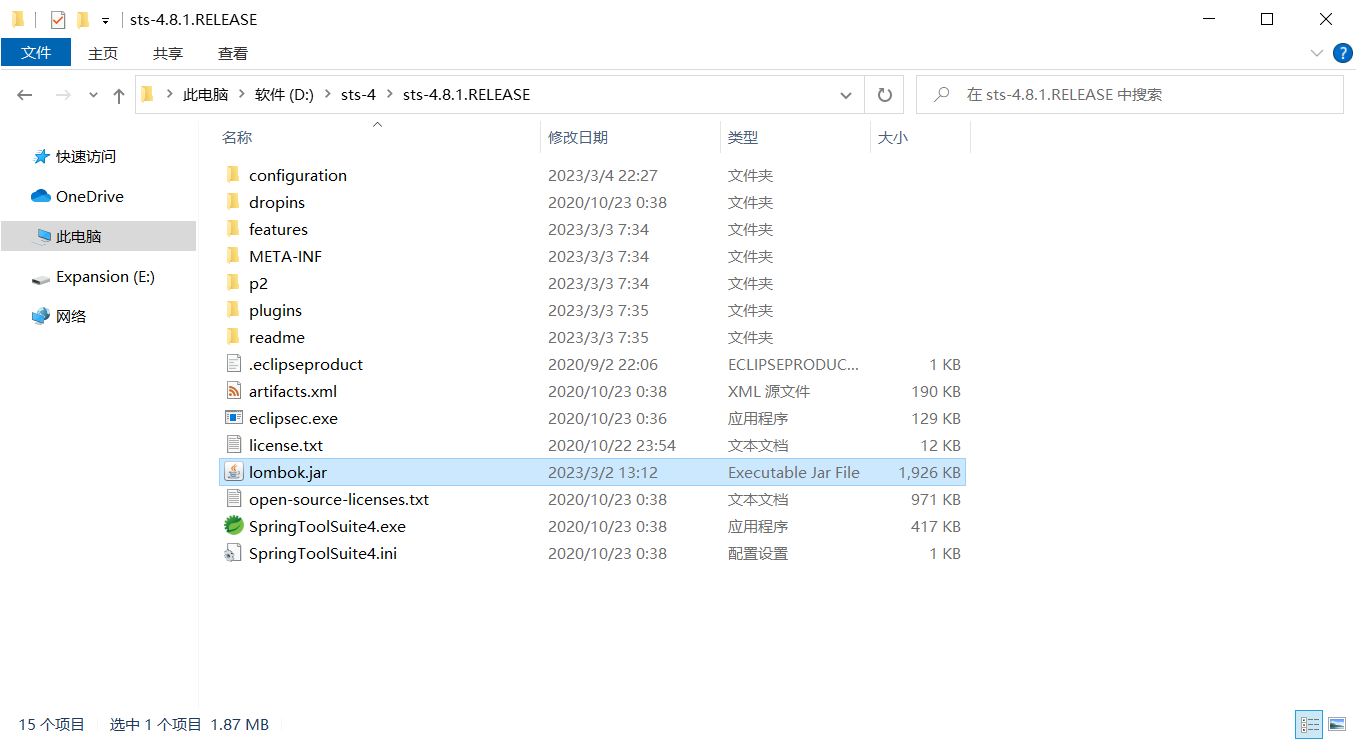 sts-4.8.1.RELEASE
文件 主页 共享 查看
此电脑 软件 (D:) sts-4 sts-4.8.1.RELEASE 在 sts-4.8.1.RELEASE 中搜索
快速访问
OneDrive
此电脑
Expansion (E:)
网络
名称 修改日期 类型 大小
configuration 2023/3/4 22:27 文件夹
dropins 2020/10/23 0:38 文件夹
features 2023/3/3 7:34 文件夹
META-INF 2023/3/3 7:34 文件夹
p2 2023/3/3 7:34 文件夹
plugins 2023/3/3 7:35 文件夹
readme 2023/3/3 7:35 文件夹
.eclipseproduct 2020/9/2 22:06 ECLIPSEPRODUC... 1 KB
artifacts.xml 2020/10/23 0:38 XML 源文件 190 KB
eclipsec.exe 2020/10/23 0:36 应用程序 129 KB
license.txt 2020/10/22 23:54 文本文档 12 KB
lombok.jar 2023/3/2 13:12 Executable Jar File 1,926 KB
open-source-licenses.txt 2020/10/23 0:38 文本文档 971 KB
SpringToolSuite4.exe 2020/10/23 0:38 应用程序 417 KB
SpringToolSuite4.ini 2020/10/23 0:38 配置设置 1 KB
15 个项目 选中 1 个项目 1.87 MB